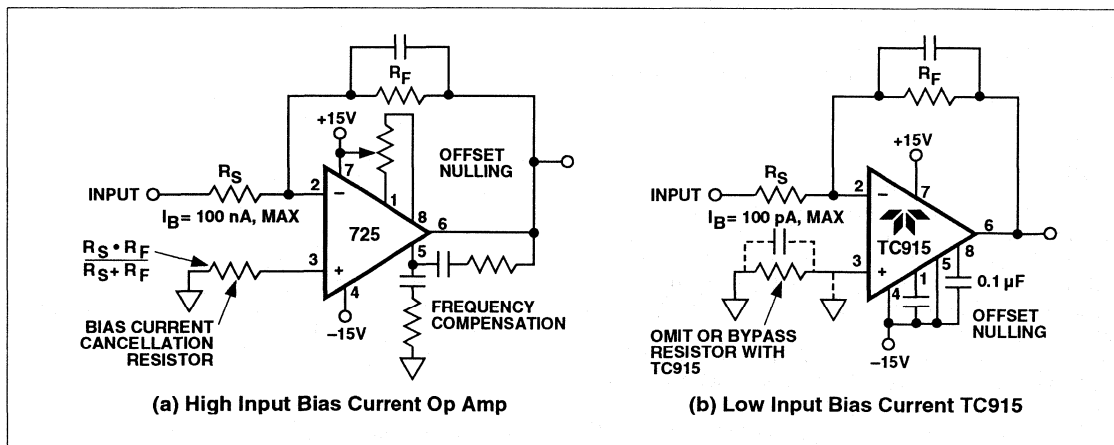 R_F
+15V
7
OFFSET
NULLING
INPUT
R_S
2
−
1
I_B = 100 nA, MAX
8
6
725
5
R_S • R_F
R_S + R_F
3
+
4
−15V
FREQUENCY
COMPENSATION
BIAS CURRENT
CANCELLATION
RESISTOR
(a) High Input Bias Current Op Amp
R_F
+15V
7
INPUT
R_S
2
−
I_B = 100 pA, MAX
6
TC915
8
5
3
+
1
4
0.1 µF
OFFSET
NULLING
−15V
OMIT OR BYPASS
RESISTOR WITH
TC915
(b) Low Input Bias Current TC915